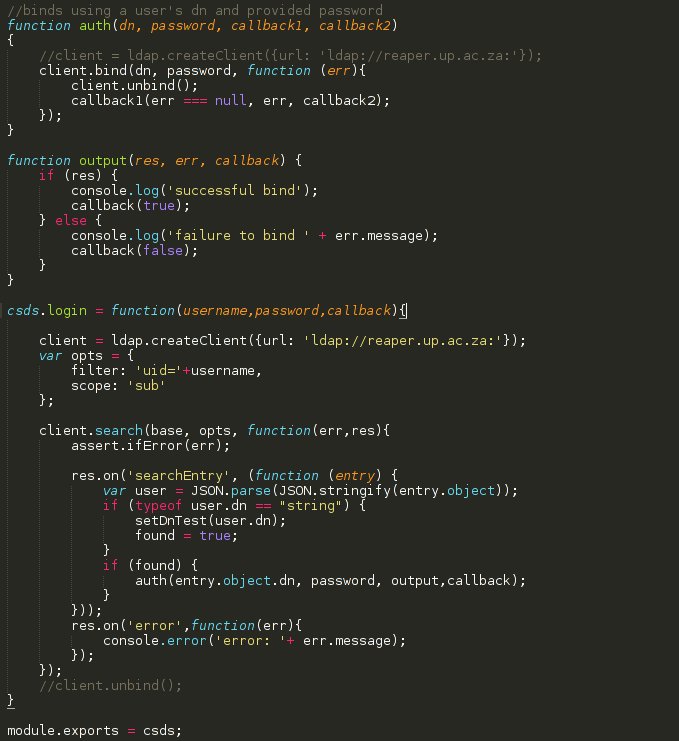 //binds using a user's dn and provided password
function auth(dn, password, callback1, callback2)
{
    //client = ldap.createClient({url: 'ldap://reaper.up.ac.za:'});
    client.bind(dn, password, function (err){
        client.unbind();
        callback1(err === null, err, callback2);
    });
}
function output(res, err, callback) {
    if (res) {
        console.log('successful bind');
        callback(true);
    } else {
        console.log('failure to bind ' + err.message);
        callback(false);
    }
}
csds.login = function(username,password,callback){
    client = ldap.createClient({url: 'ldap://reaper.up.ac.za:'});
    var opts = {
        filter: 'uid='+username,
        scope: 'sub'
    };
    client.search(base, opts, function(err,res){
        assert.ifError(err);
        res.on('searchEntry', (function (entry) {
            var user = JSON.parse(JSON.stringify(entry.object));
            if (typeof user.dn == "string") {
                setDnTest(user.dn);
                found = true;
            }
            if (found) {
                auth(entry.object.dn, password, output,callback);
            }
        }));
        res.on('error',function(err){
            console.error('error: '+ err.message);
        });
    });
    //client.unbind();
}
module.exports = csds;